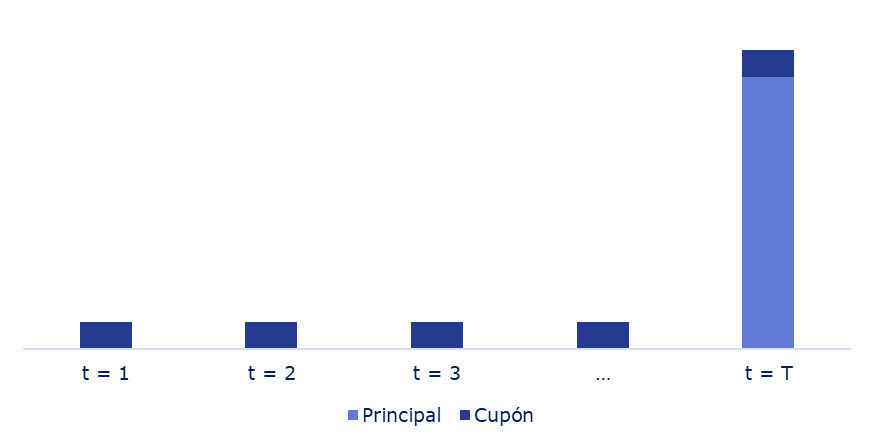 t = 1 t = 2 t = 3 ... t = T
Principal Cupón